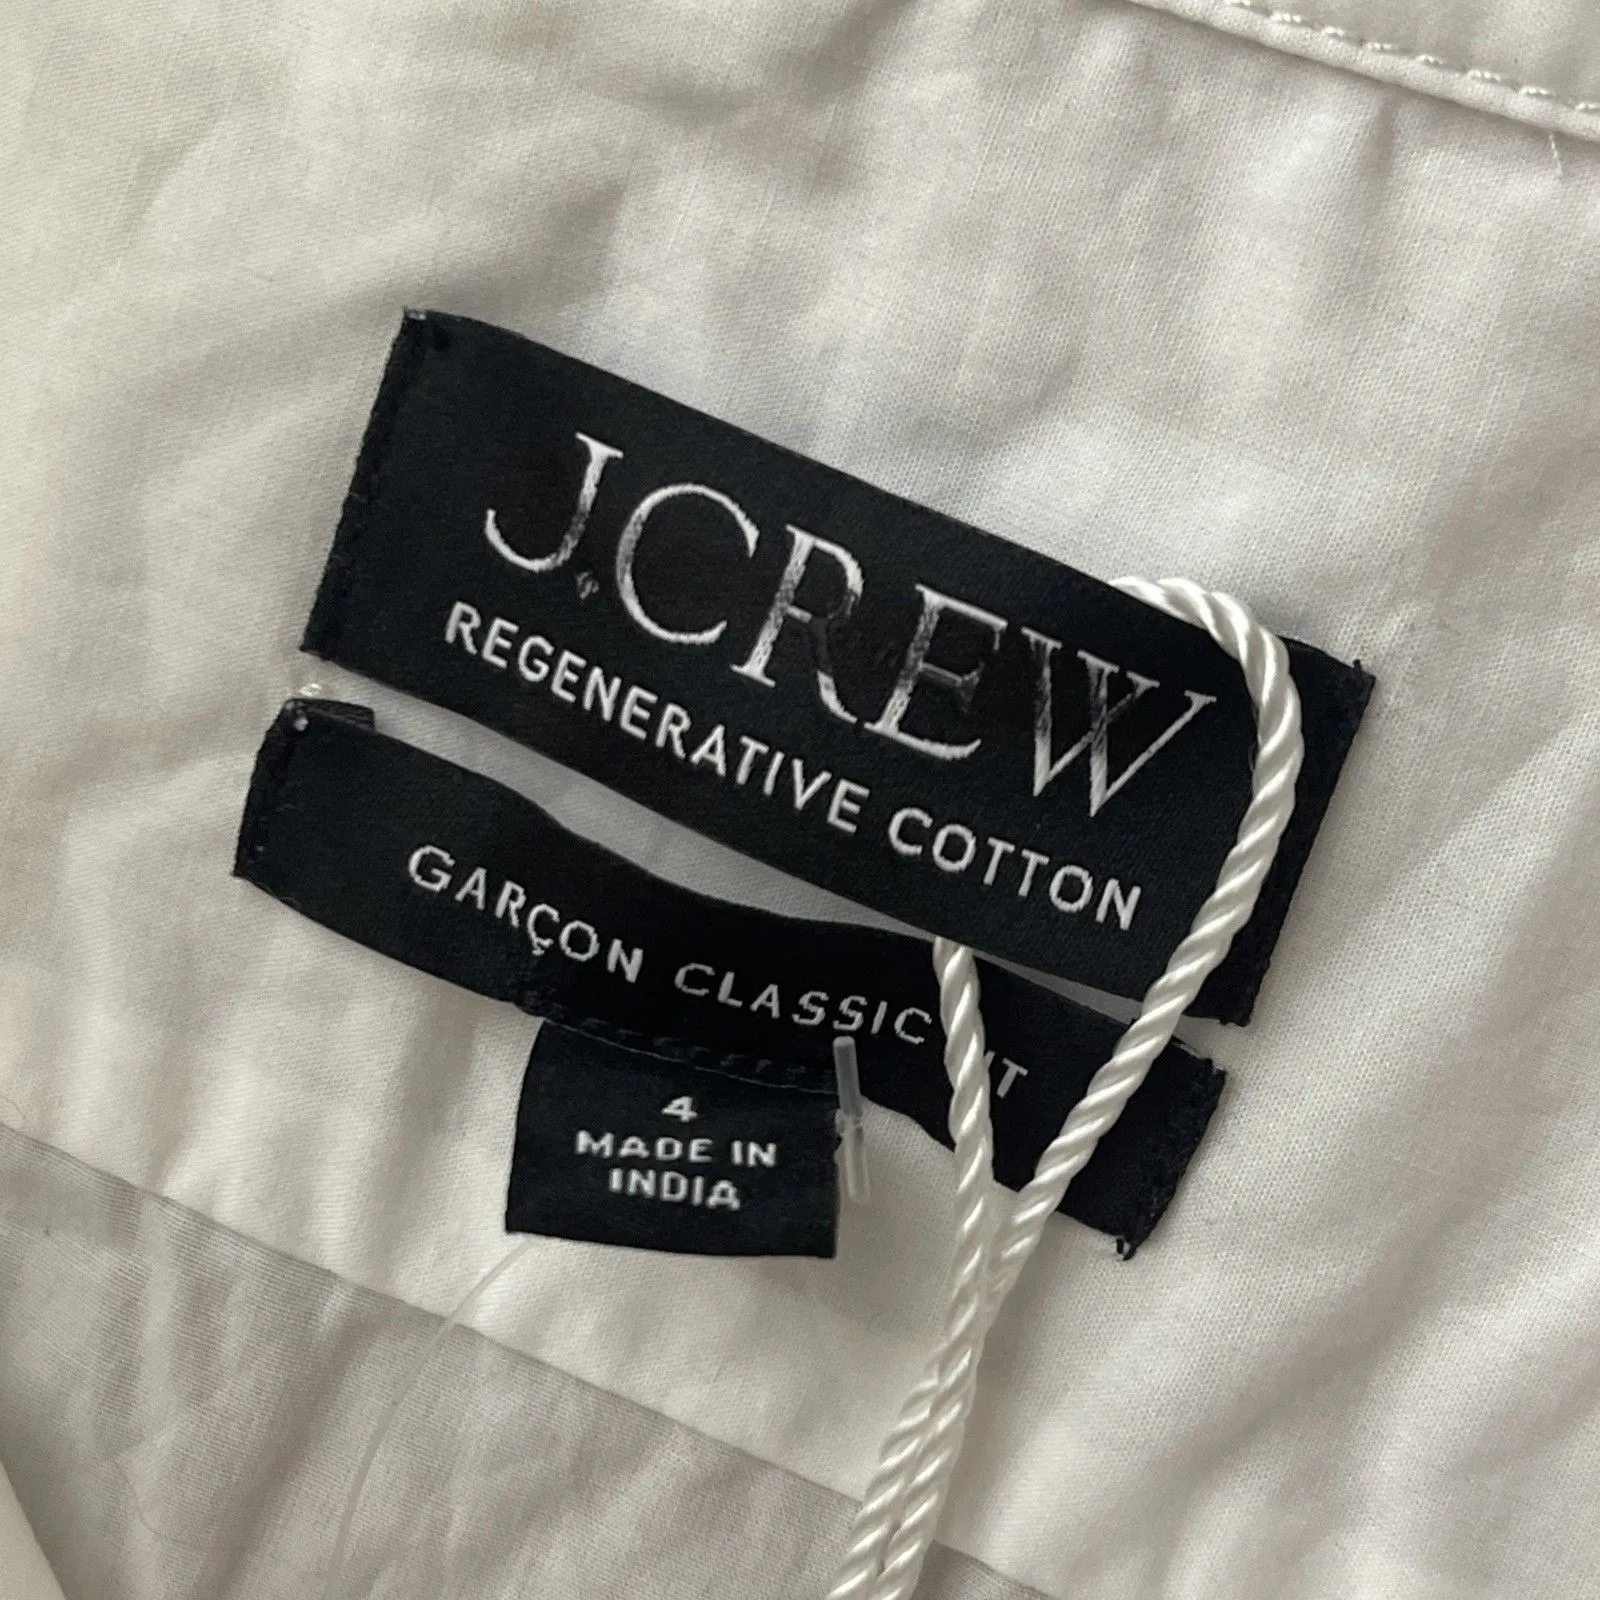 J.CREW
REGENERATIVE COTTON
GARÇON CLASSIC
4
MADE IN
INDIA